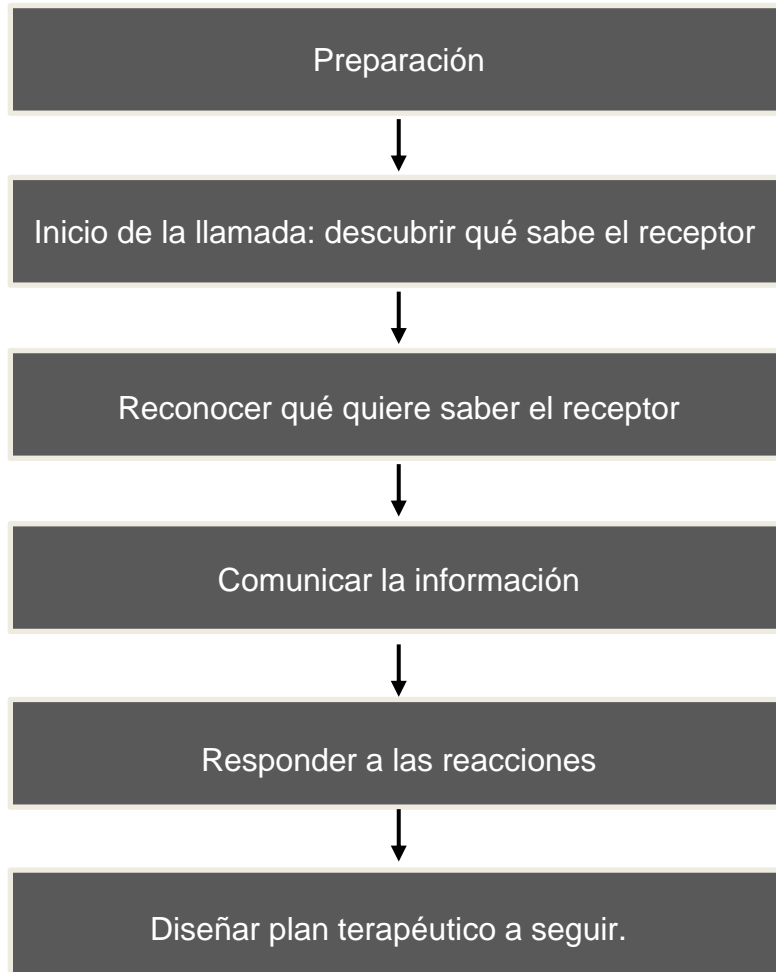 Preparación
Inicio de la llamada: descubrir qué sabe el receptor
Reconocer qué quiere saber el receptor
Comunicar la información
Responder a las reacciones
Diseñar plan terapéutico a seguir.